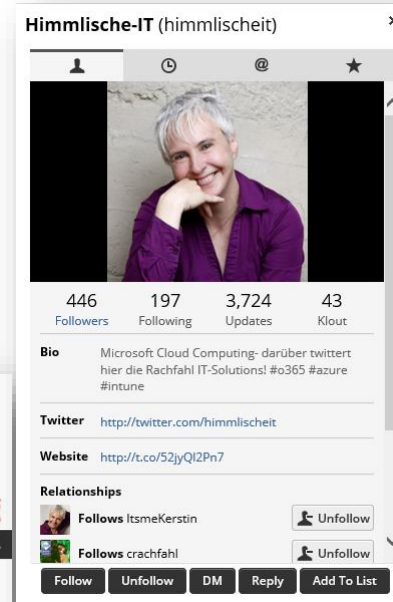 Himmlische-IT (himmlischeit)
@
446 197 3,724 43
Followers Following Updates Klout
Bio Microsoft Cloud Computing- darüber twittert
hier die Rachfahl IT-Solutions! #o365 #azure
#intune
Twitter http://twitter.com/himmlischeit
Website http://t.co/52jyQl2Pn7
Relationships
Follows ItsmeKerstin Unfollow
Follows crachfahl Unfollow
Follow Unfollow DM Reply Add To List